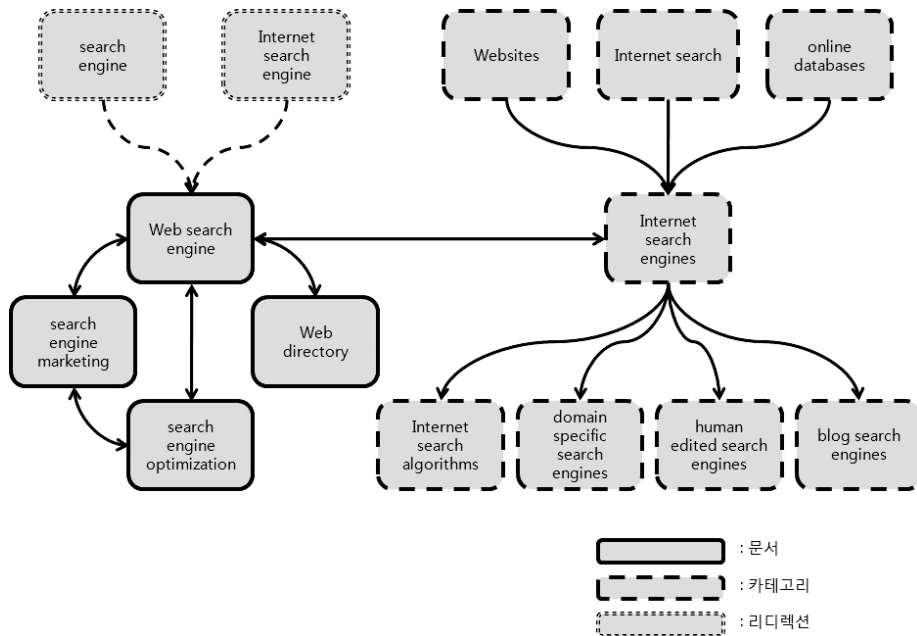 search
engine
Internet
search
engine
Websites
Internet search
online
databases
Web search
engine
Internet
search
engines
search
engine
marketing
Web
directory
search
engine
optimization
Internet
search
algorithms
domain
specific
search
engines
human
edited search
engines
blog search
engines
: 문서
: 카테고리
: 리디렉션